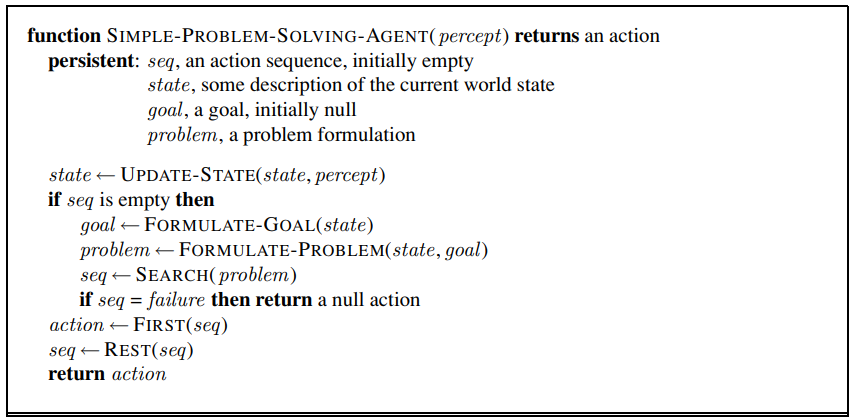 function SIMPLE-PROBLEM-SOLVING-AGENT(percept) returns an action
persistent: seq, an action sequence, initially empty
state, some description of the current world state
goal, a goal, initially null
problem, a problem formulation
state ← UPDATE-STATE(state, percept)
if seq is empty then
goal ← FORMULATE-GOAL(state)
problem ← FORMULATE-PROBLEM(state, goal)
seq ← SEARCH(problem)
if seq = failure then return a null action
action ← FIRST(seq)
seq ← REST(seq)
return action